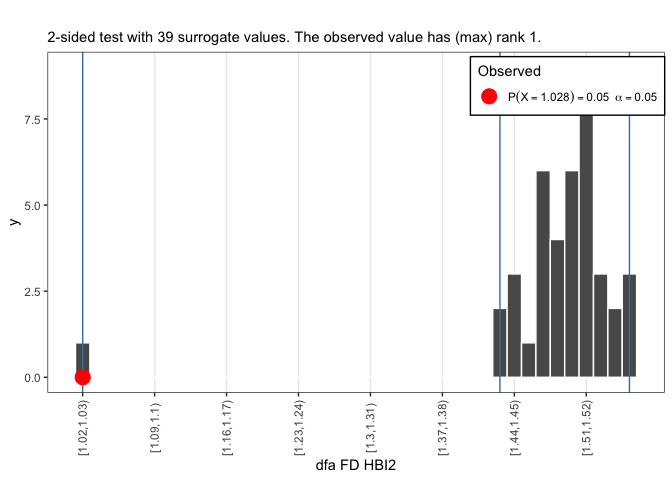 2-sided test with 39 surrogate values. The observed value has (max) rank 1.
Observed
P(X = 1.028) = 0.05 α = 0.05
y
7.5
5.0
2.5
0.0
[1.02,1.03)
[1.09,1.1)
[1.16,1.17)
[1.23,1.24)
[1.3,1.31)
[1.37,1.38)
[1.44,1.45)
[1.51,1.52)
dfa FD HBI2